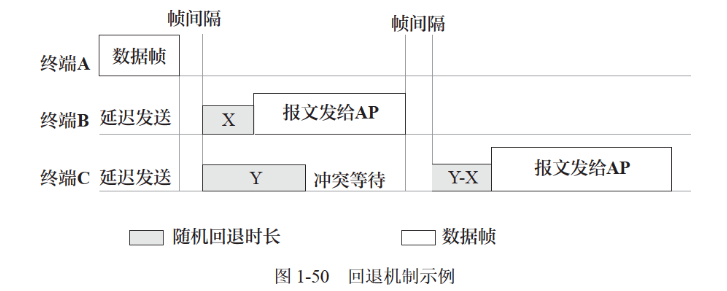 帧间隔
帧间隔
终端A
数据帧
终端B
延迟发送
X
报文发给AP
终端C
延迟发送
Y
冲突等待
Y-X
报文发给AP
随机回退时长
数据帧
图 1-50 回退机制示例